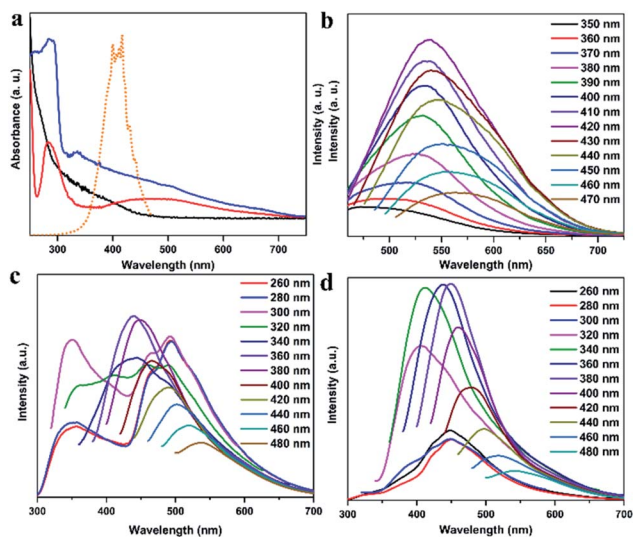 a
Absorbance (a. u.)
300 400 500 600 700
Wavelength (nm)
b
Intensity (a. u.)
Intensity (a. u.)
350 nm
360 nm
370 nm
380 nm
390 nm
400 nm
410 nm
420 nm
430 nm
440 nm
450 nm
460 nm
470 nm
500 550 600 650 700
Wavelength (nm)
c
Intensity (a.u.)
260 nm
280 nm
300 nm
320 nm
340 nm
360 nm
380 nm
400 nm
420 nm
440 nm
460 nm
480 nm
300 400 500 600 700
Wavelength (nm)
d
Intensity (a.u.)
260 nm
280 nm
300 nm
320 nm
340 nm
360 nm
380 nm
400 nm
420 nm
440 nm
460 nm
480 nm
300 400 500 600 700
Wavelength (nm)